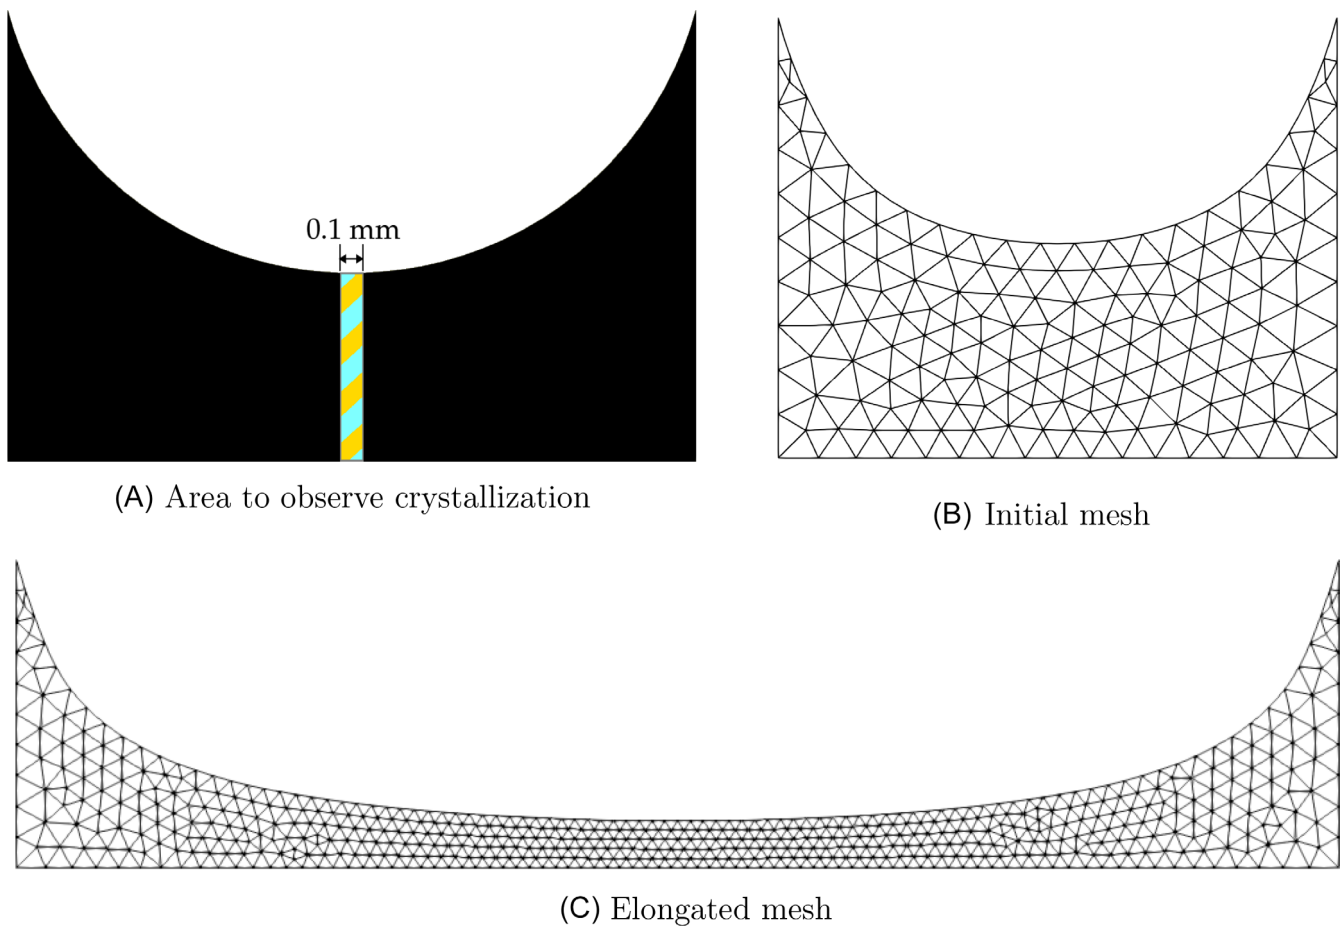 0.1 mm
(A) Area to observe crystallization
(B) Initial mesh
(C) Elongated mesh